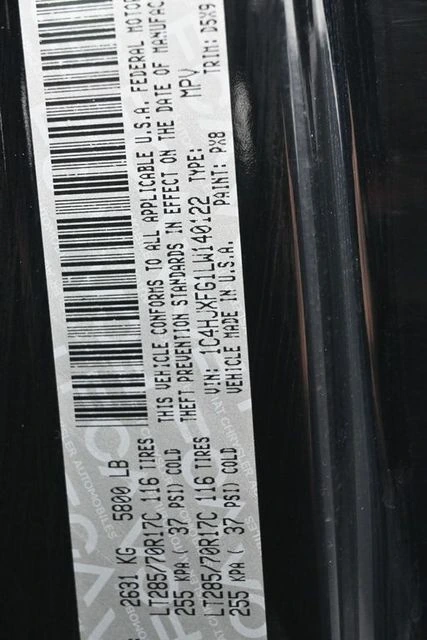 2631 KG 5800 LB
LT285/70R17C 116 TIRES
255 KPA ( 37 PSI) COLD
LT285/70R17C 116 TIRES
255 KPA ( 37 PSI) COLD
THIS VEHICLE CONFORMS TO ALL APPLICABLE U.S.A. FEDERAL MOTOR
THEFT PREVENTION STANDARDS IN EFFECT ON THE DATE OF MANUFAC
VIN: 1C4HJXFG1LW140122 TYPE: MPV
VEHICLE MADE IN U.S.A. PAINT: PX8 TRIM: D5X9